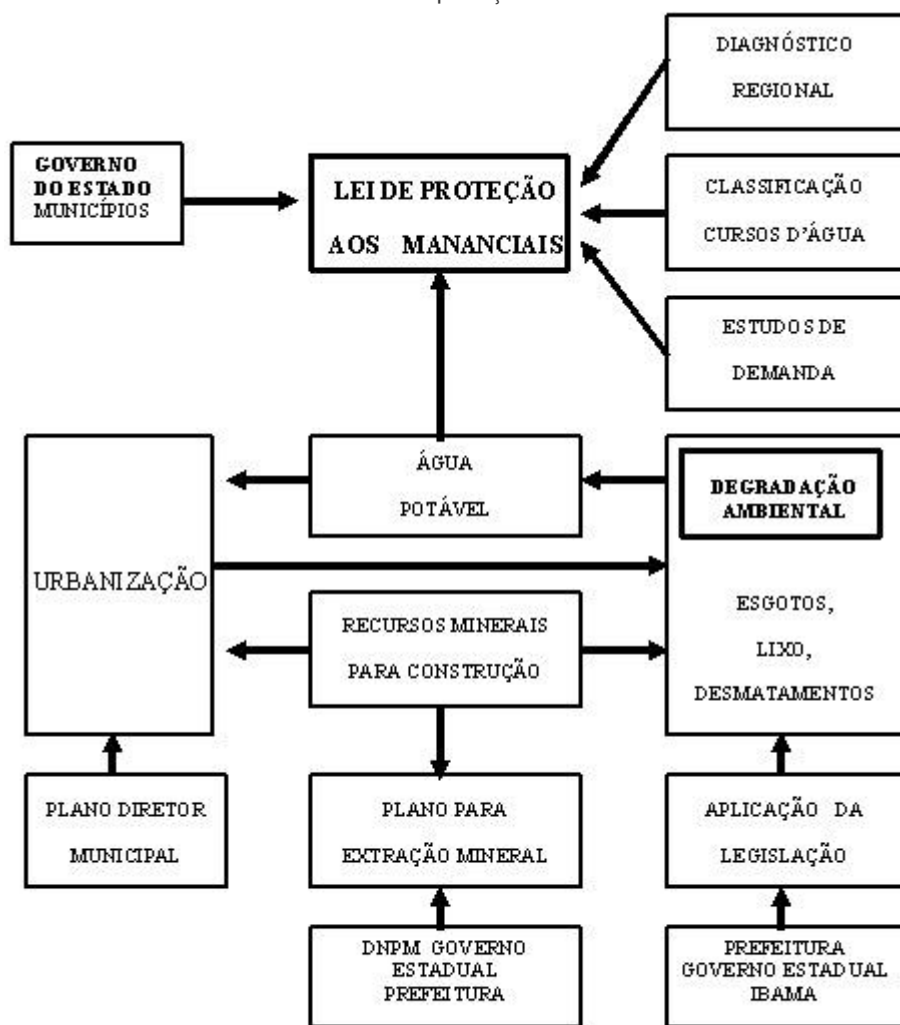 DIAGNÓSTICO
REGIONAL
GOVERNO
DO ESTADO
MUNICÍPIOS
LEI DE PROTEÇÃO
AOS MANANCIAIS
CLASSIFICAÇÃO
CURSOS D'ÁGUA
ESTUDOS DE
DEMANDA
URBANIZAÇÃO
ÁGUA
POTÁVEL
DEGRADAÇÃO
AMBIENTAL
ESGOTOS,
LIXO,
DESMATAMENTOS
RECURSOS MINERAIS
PARA CONSTRUÇÃO
PLANO DIRETOR
MUNICIPAL
PLANO PARA
EXTRAÇÃO MINERAL
APLICAÇÃO DA
LEGISLAÇÃO
DNPM GOVERNO
ESTADUAL
PREFEITURA
PREFEITURA
GOVERNO ESTADUAL
IBAMA